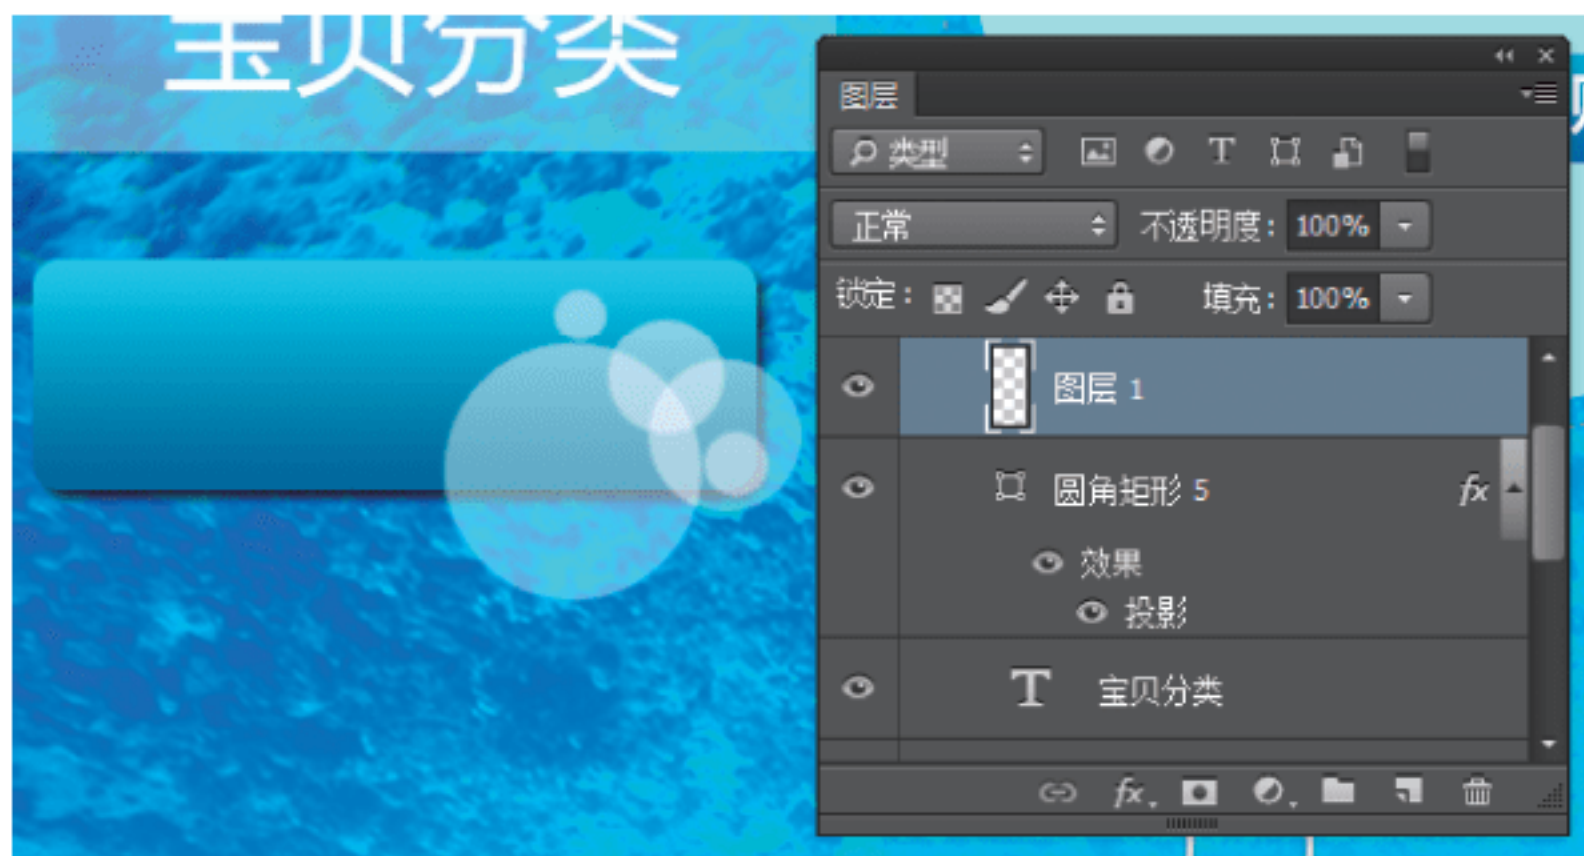 宝贝分类
图层
类型
正常 不透明度: 100%
锁定: 填充: 100%
图层 1
圆角矩形 5 fx
效果
投影
T 宝贝分类
fx